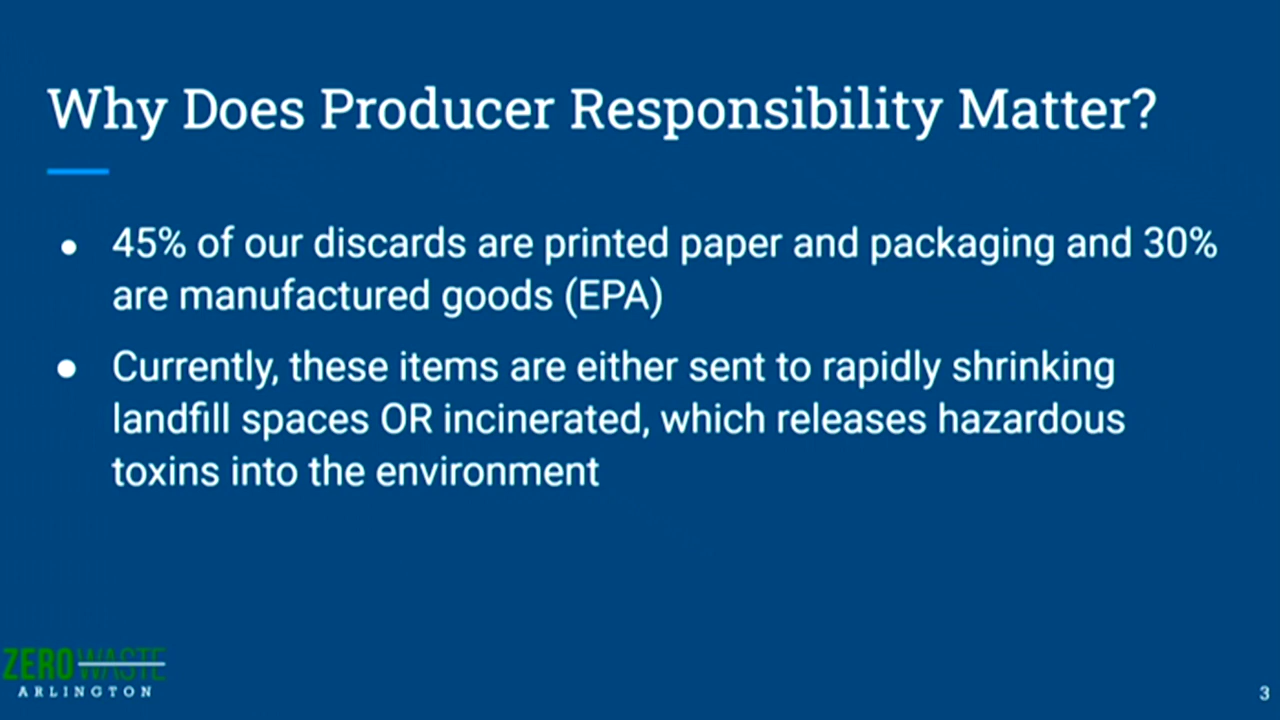 Why Does Producer Responsibility Matter?
● 45% of our discards are printed paper and packaging and 30%
are manufactured goods (EPA)
● Currently, these items are either sent to rapidly shrinking
landfill spaces OR incinerated, which releases hazardous
toxins into the environment
ZERO WASTE
ARLINGTON
3